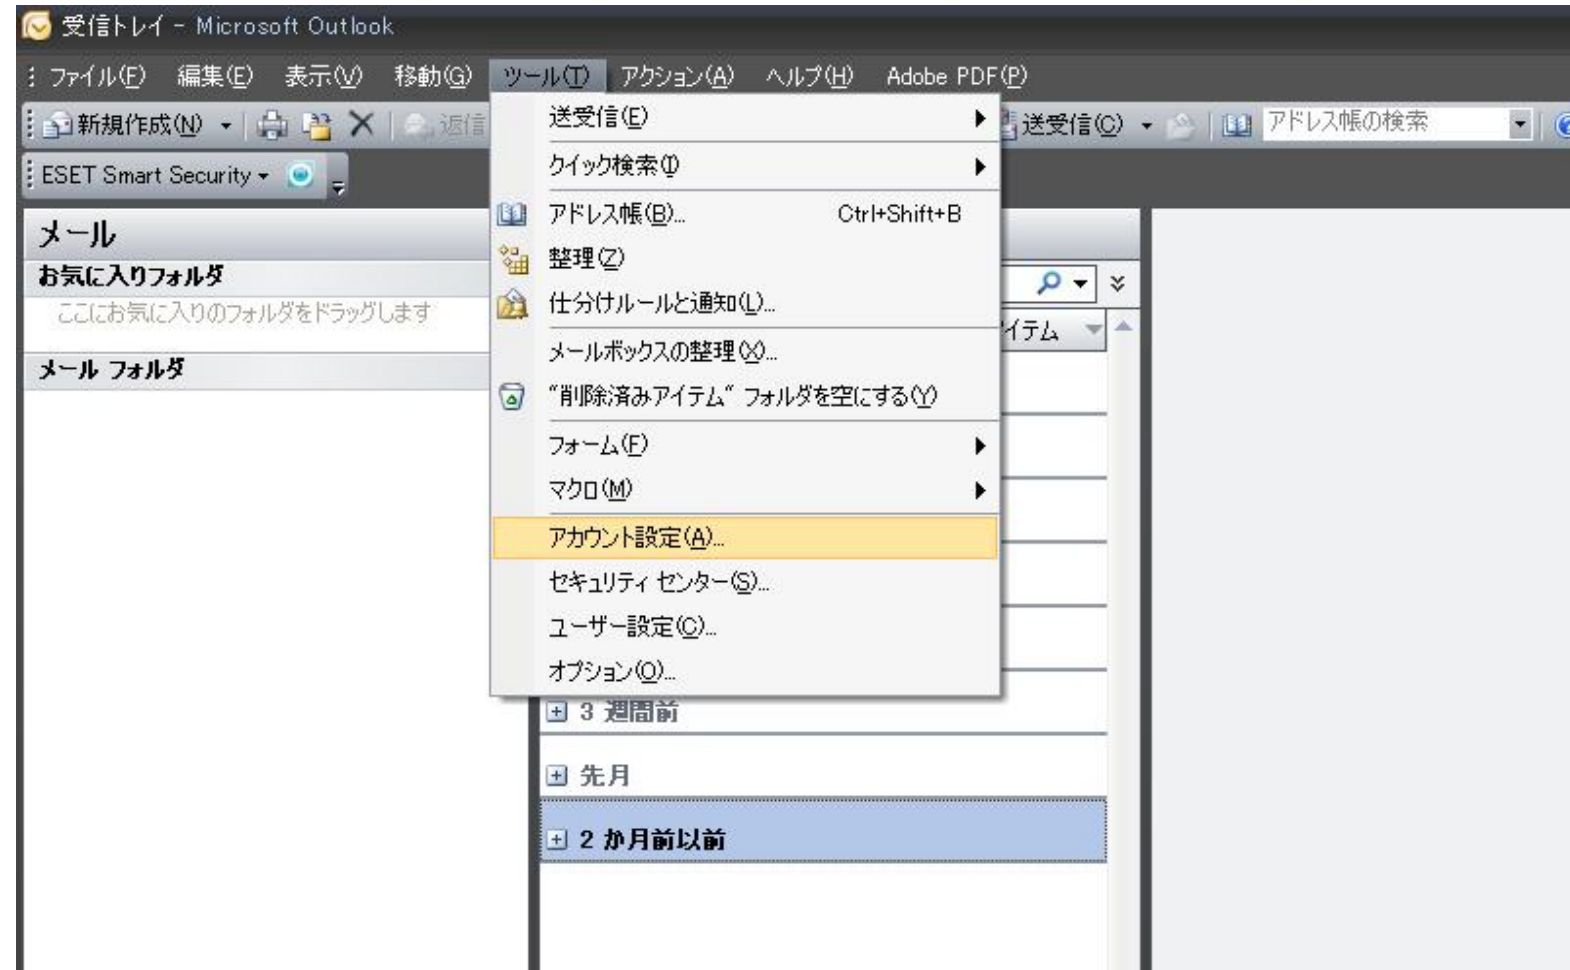 受信トレイ - Microsoft Outlook
ファイル(F) 編集(E) 表示(V) 移動(G) ツール(T) アクション(A) ヘルプ(H) Adobe PDF(P)
新規作成(N) 返信 送受信(C) アドレス帳の検索
ESET Smart Security
メール
お気に入りフォルダ
ここにお気に入りのフォルダをドラッグします
メール フォルダ
送受信(E)
クイック検索(I)
アドレス帳(B)... Ctrl+Shift+B
整理(Z)
仕分けルールと通知(L)...
メールボックスの整理(X)...
“削除済みアイテム“ フォルダを空にする(Y)
フォーム(F)
マクロ(M)
アカウント設定(A)...
セキュリティ センター(S)...
ユーザー設定(C)...
オプション(O)...
イテム
3 週間前
先月
2 か月前以前